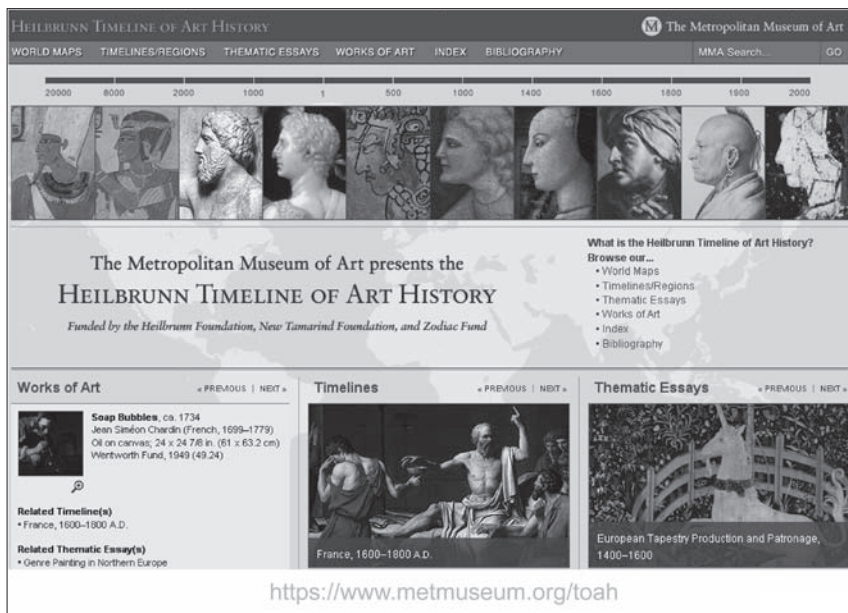 HEILBRUNN TIMELINE OF ART HISTORY
M The Metropolitan Museum of Art
WORLD MAPS TIMELINES/REGIONS THEMATIC ESSAYS WORKS OF ART INDEX BIBLIOGRAPHY MMA Search... GO
20000 8000 2000 1000 1 500 1000 1400 1600 1800 1900 2000
The Metropolitan Museum of Art presents the
HEILBRUNN TIMELINE OF ART HISTORY
Funded by the Heilbrunn Foundation, New Tamarind Foundation, and Zodiac Fund
What is the Heilbrunn Timeline of Art History?
Browse our...
• World Maps
• Timelines/Regions
• Thematic Essays
• Works of Art
• Index
• Bibliography
Works of Art « PREVIOUS | NEXT »
Soap Bubbles, ca. 1734
Jean Siméon Chardin (French, 1699–1779)
Oil on canvas; 24 x 24 7/8 in. (61 x 63.2 cm)
Wentworth Fund, 1949 (49.24)
Related Timeline(s)
• France, 1600–1800 A.D.
Related Thematic Essay(s)
• Genre Painting in Northern Europe
Timelines « PREVIOUS | NEXT »
France, 1600–1800 A.D.
Thematic Essays « PREVIOUS | NEXT »
European Tapestry Production and Patronage,
1400–1600
https://www.metmuseum.org/toah